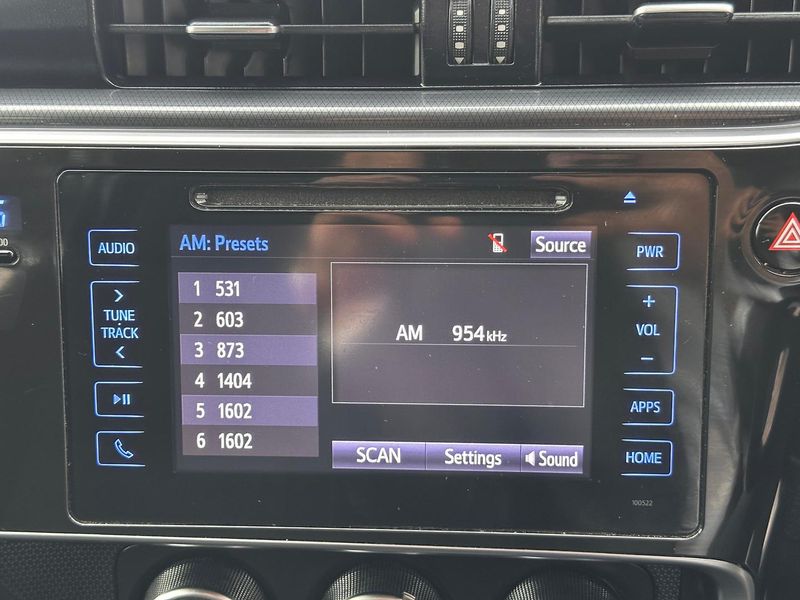 AM: Presets
Source
AUDIO
PWR
1 531
2 603
3 873
4 1404
5 1602
6 1602
AM 954 kHz
TUNE
TRACK
+
VOL
−
APPS
SCAN
Settings
Sound
HOME
100522